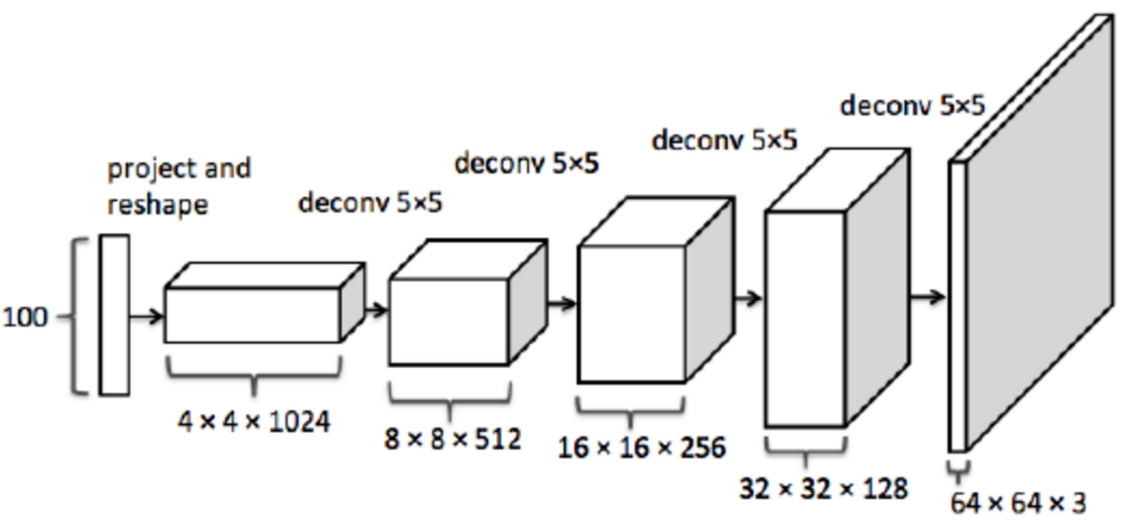 project and
reshape
deconv 5×5
deconv 5×5
deconv 5×5
deconv 5×5
100
4 × 4 × 1024
8 × 8 × 512
16 × 16 × 256
32 × 32 × 128
64 × 64 × 3